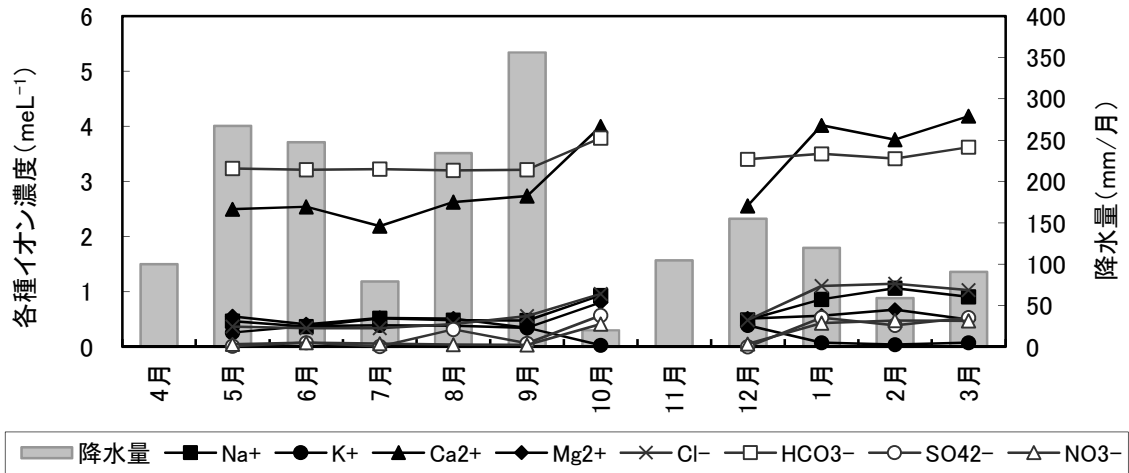 各種イオン濃度(meL⁻¹)
6
5
4
3
2
1
0
400
350
300
250
200
150
100
50
0
降水量(mm/月)
4月
5月
6月
7月
8月
9月
10月
11月
12月
1月
2月
3月
降水量 Na+ K+ Ca2+ Mg2+ Cl- HCO3- SO42- NO3-